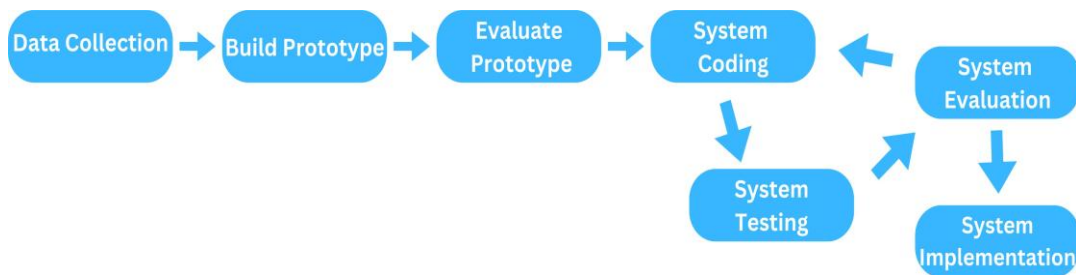 Data Collection
Build Prototype
Evaluate
Prototype
System
Coding
System
Testing
System
Evaluation
System
Implementation